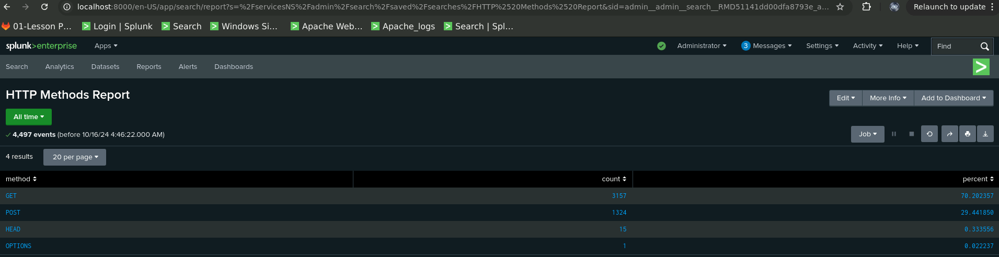 localhost:8000/en-US/app/search/report?s=%2FservicesNS%2Fadmin%2Fsearch%2Fsaved%2Fsearches%2FHTTP%2520Methods%2520Report&sid=admin__admin__search__RMD51141dd00dfa8793e_a... Relaunch to update
01-Lesson P... Login | Splunk Search Windows Si... Apache Web... Apache_logs Search | Spl...
splunk>enterprise Apps Administrator 3 Messages Settings Activity Help Find
Search Analytics Datasets Reports Alerts Dashboards
HTTP Methods Report
Edit More Info Add to Dashboard
All time
4,497 events (before 10/16/24 4:46:22.000 AM)
Job
4 results 20 per page
method count percent
GET 3157 70.202357
POST 1324 29.441850
HEAD 15 0.333556
OPTIONS 1 0.022237